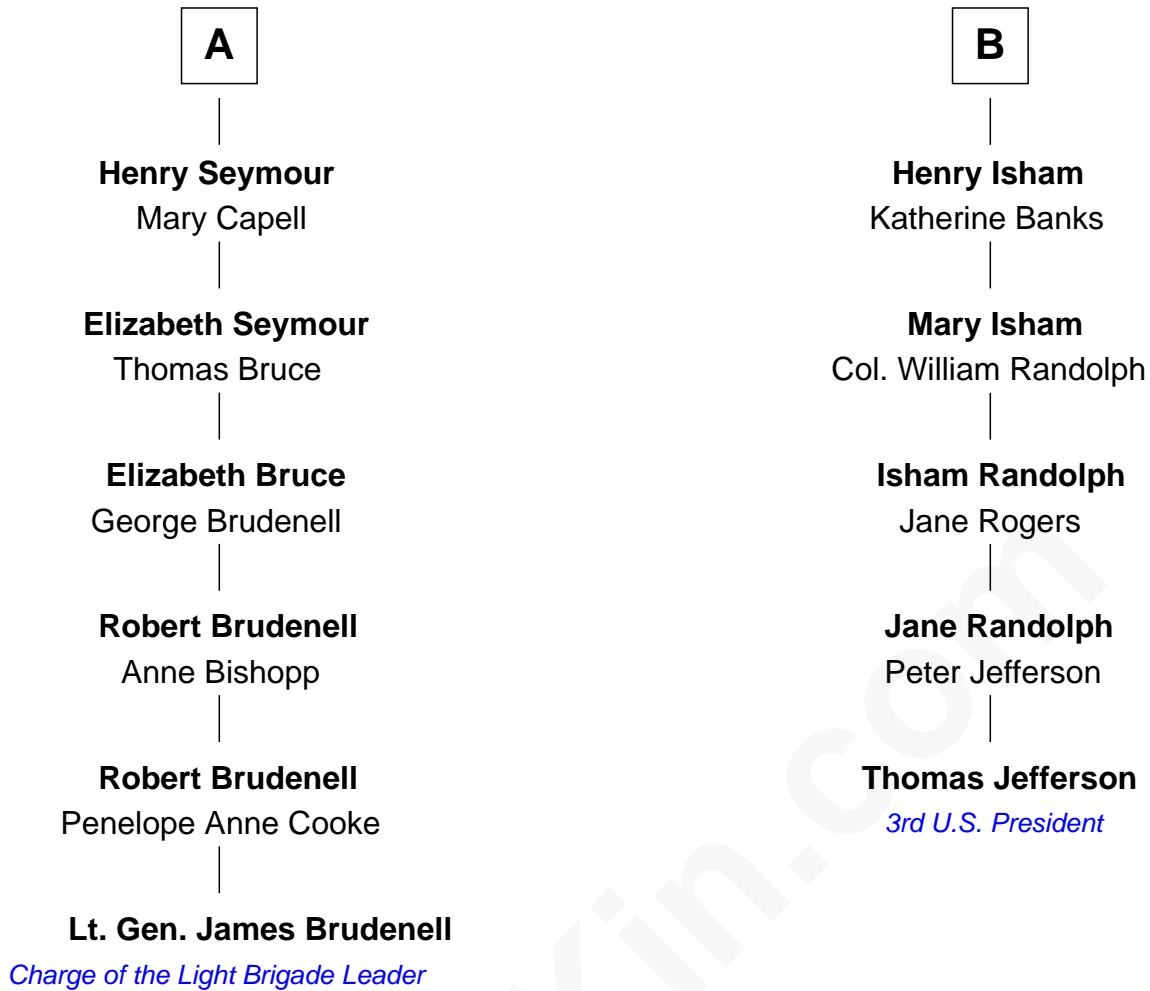 A
Henry Seymour
Mary Capell
Elizabeth Seymour
Thomas Bruce
Elizabeth Bruce
George Brudenell
Robert Brudenell
Anne Bishopp
Robert Brudenell
Penelope Anne Cooke
Lt. Gen. James Brudenell
Charge of the Light Brigade Leader
B
Henry Isham
Katherine Banks
Mary Isham
Col. William Randolph
Isham Randolph
Jane Rogers
Jane Randolph
Peter Jefferson
Thomas Jefferson
3rd U.S. President